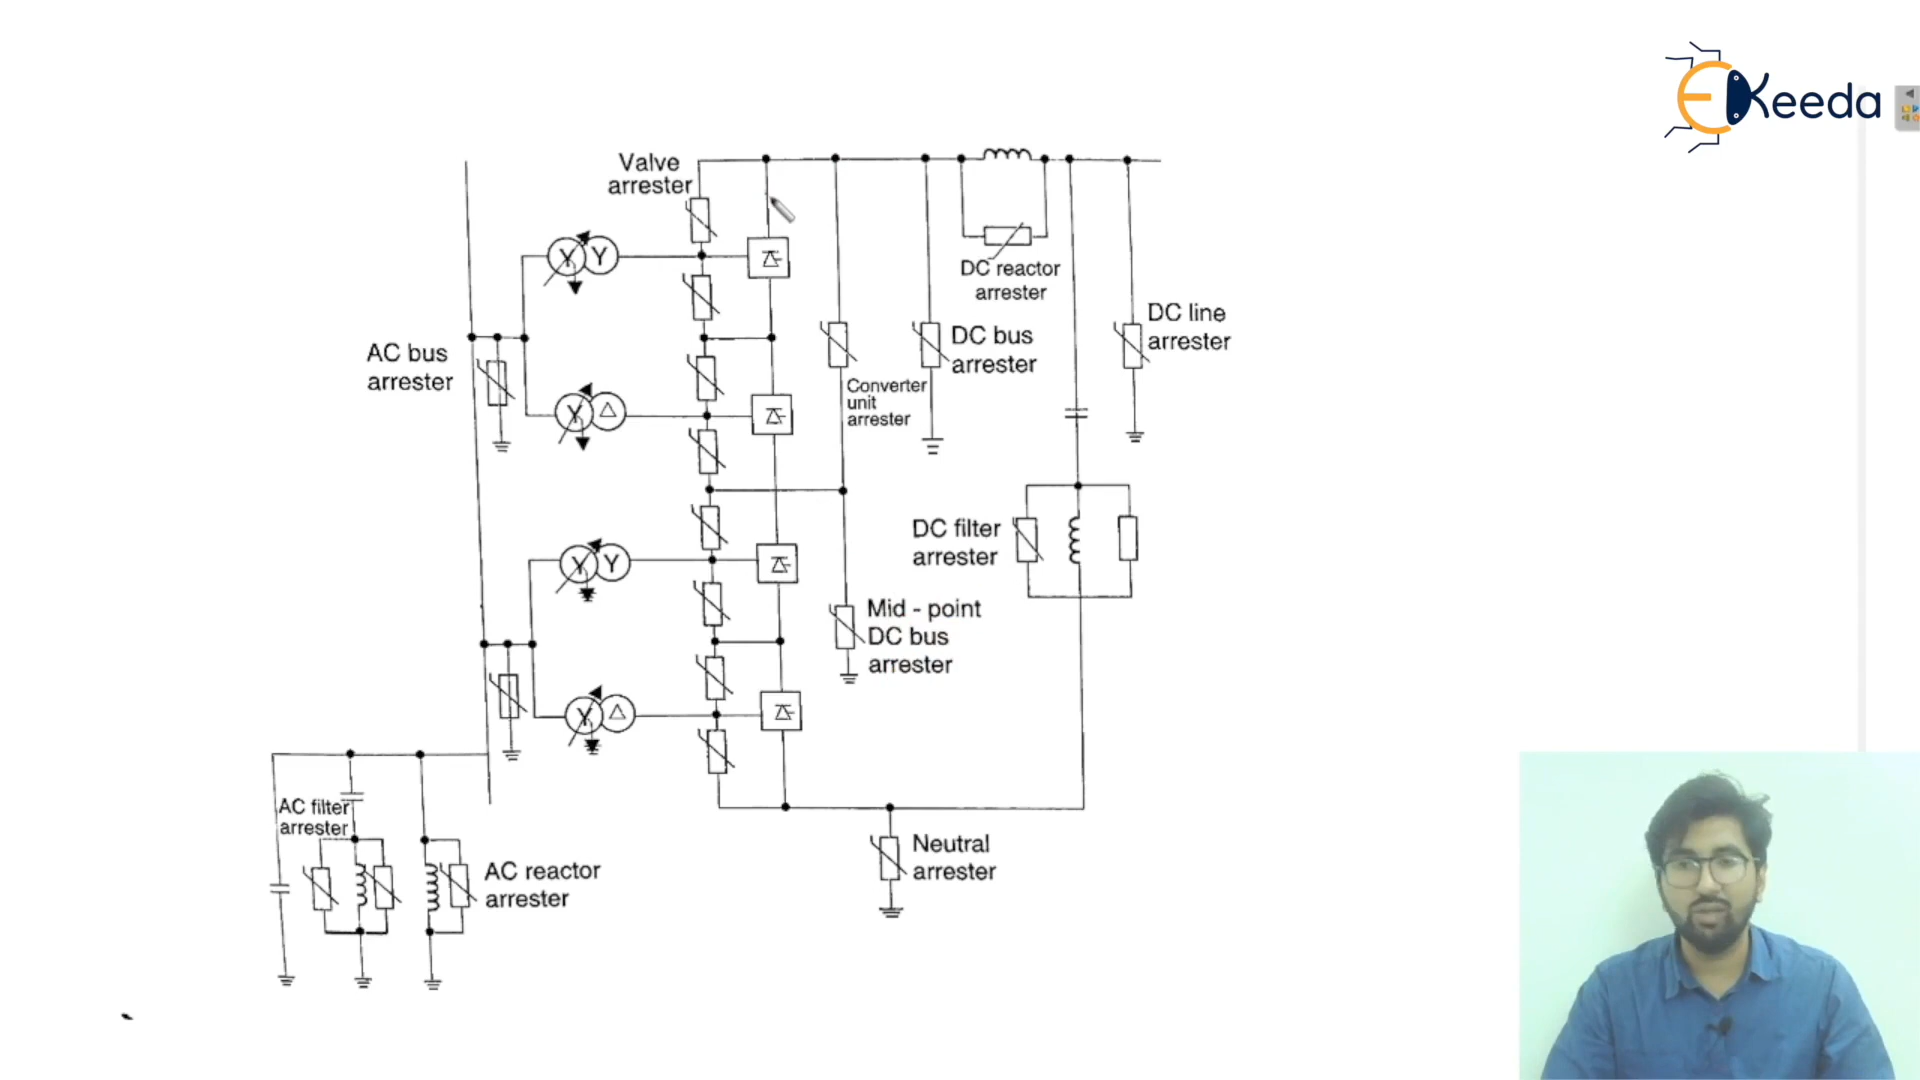 EKeeda
Valve
arrester
AC bus
arrester
DC reactor
arrester
DC line
arrester
DC bus
arrester
Converter
unit
arrester
DC filter
arrester
Mid - point
DC bus
arrester
AC filter
arrester
AC reactor
arrester
Neutral
arrester
Y Y
Y △
Y Y
Y △